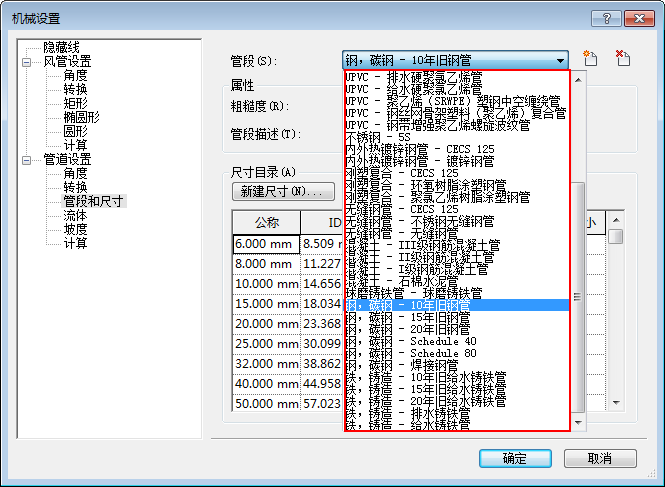 机械设置
隐藏线
风管设置
角度
转换
矩形
椭圆形
圆形
计算
管道设置
角度
转换
管段和尺寸
流体
坡度
计算
管段(S):
钢, 碳钢 - 10年旧钢管
属性
粗糙度(R):
管段描述(T):
尺寸目录(A)
新建尺寸(N)...
公称 ID 小
6.000 mm 8.509
8.000 mm 11.227
10.000 mm 14.656
15.000 mm 18.034
20.000 mm 23.368
25.000 mm 30.099
32.000 mm 38.862
40.000 mm 44.958
50.000 mm 57.023
UPVC - 排水硬聚氯乙烯管
UPVC - 给水硬聚氯乙烯管
UPVC - 聚乙烯（SRWPE）塑钢中空缠绕管
UPVC - 钢丝网骨架塑料（聚乙烯）复合管
UPVC - 钢带增强聚乙烯螺旋波纹管
不锈钢 - 5S
内外热镀锌钢管 - CECS 125
内外热镀锌钢管 - 镀锌钢管
刚塑复合 - CECS 125
刚塑复合 - 环氧树脂涂塑钢管
刚塑复合 - 聚氯乙烯树脂涂塑钢管
无缝钢管 - CECS 125
无缝钢管 - 不锈钢无缝钢管
无缝钢管 - 无缝钢管
混凝土 - III级钢筋混凝土管
混凝土 - II级钢筋混凝土管
混凝土 - I级钢筋混凝土管
混凝土 - 石棉水泥管
球磨铸铁管 - 球磨铸铁管
钢, 碳钢 - 10年旧钢管
钢, 碳钢 - 15年旧钢管
钢, 碳钢 - 20年旧钢管
钢, 碳钢 - Schedule 40
钢, 碳钢 - Schedule 80
钢, 碳钢 - 焊接钢管
铁, 铸造 - 10年旧给水铸铁管
铁, 铸造 - 15年旧给水铸铁管
铁, 铸造 - 20年旧给水铸铁管
铁, 铸造 - 排水铸铁管
铁, 铸造 - 给水铸铁管
确定
取消